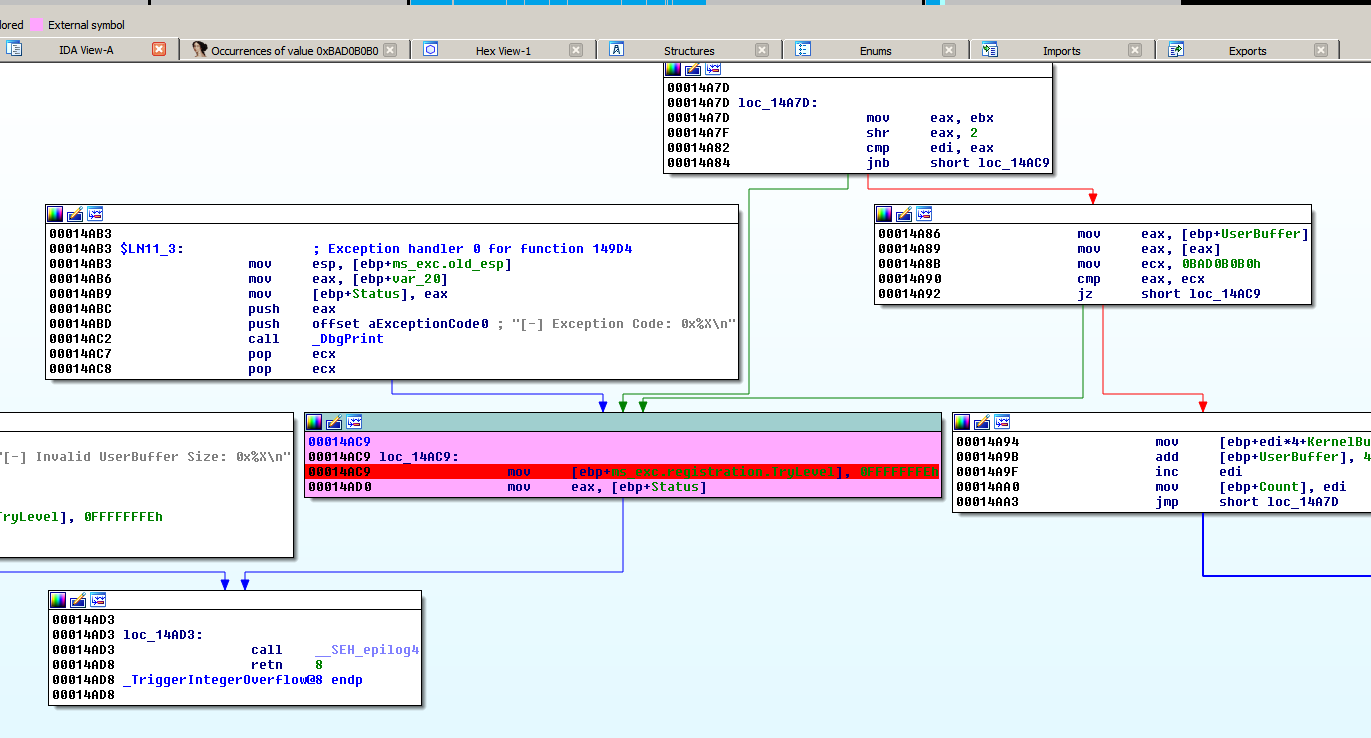 lored External symbol
IDA View-A Occurrences of value 0xBAD0B0B0 Hex View-1 Structures Enums Imports Exports
00014A7D
00014A7D loc_14A7D:
00014A7D mov eax, ebx
00014A7F shr eax, 2
00014A82 cmp edi, eax
00014A84 jnb short loc_14AC9
00014AB3
00014AB3 $LN11_3: ; Exception handler 0 for function 149D4
00014AB3 mov esp, [ebp+ms_exc.old_esp]
00014AB6 mov eax, [ebp+var_20]
00014AB9 mov [ebp+Status], eax
00014ABC push eax
00014ABD push offset aExceptionCode0 ; "[-] Exception Code: 0x%X\n"
00014AC2 call _DbgPrint
00014AC7 pop ecx
00014AC8 pop ecx
00014A86 mov eax, [ebp+UserBuffer]
00014A89 mov eax, [eax]
00014A8B mov ecx, 0BAD0B0B0h
00014A90 cmp eax, ecx
00014A92 jz short loc_14AC9
"[-] Invalid UserBuffer Size: 0x%X\n"
TryLevel], 0FFFFFFFEh
00014AC9
00014AC9 loc_14AC9:
00014AC9 mov [ebp+ms_exc.registration.TryLevel],
00014AD0 mov eax, [ebp+Status]
00014A94 mov [ebp+edi*4+KernelBu
00014A9B add [ebp+UserBuffer], 4
00014A9F inc edi
00014AA0 mov [ebp+Count], edi
00014AA3 jmp short loc_14A7D
00014AD3
00014AD3 loc_14AD3:
00014AD3 call __SEH_epilog4
00014AD8 retn 8
00014AD8 _TriggerIntegerOverflow@8 endp
00014AD8